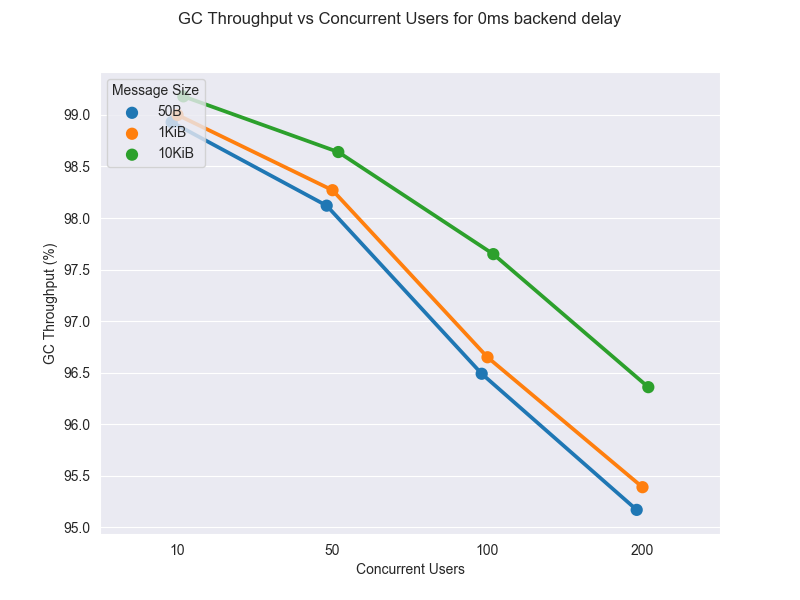 GC Throughput vs Concurrent Users for 0ms backend delay
Message Size
50B
1KiB
10KiB
99.0
98.5
98.0
97.5
97.0
96.5
96.0
95.5
95.0
GC Throughput (%)
10 50 100 200
Concurrent Users